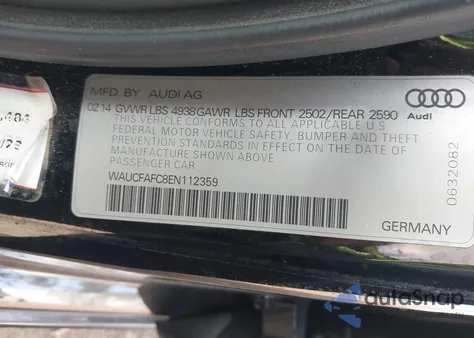 MFD. BY AUDI AG
02 14 GVWR LBS 4938 GAWR LBS FRONT 2502/REAR 2590
THIS VEHICLE CONFORMS TO ALL APPLICABLE U.S.
FEDERAL MOTOR VEHICLE SAFETY, BUMPER AND THEFT
PREVENTION STANDARDS IN EFFECT ON THE DATE OF
MANUFACTURE SHOWN ABOVE.
PASSENGER CAR
WAUCFAFC8EN112359
GERMANY
Audi
0632082
autoSnap